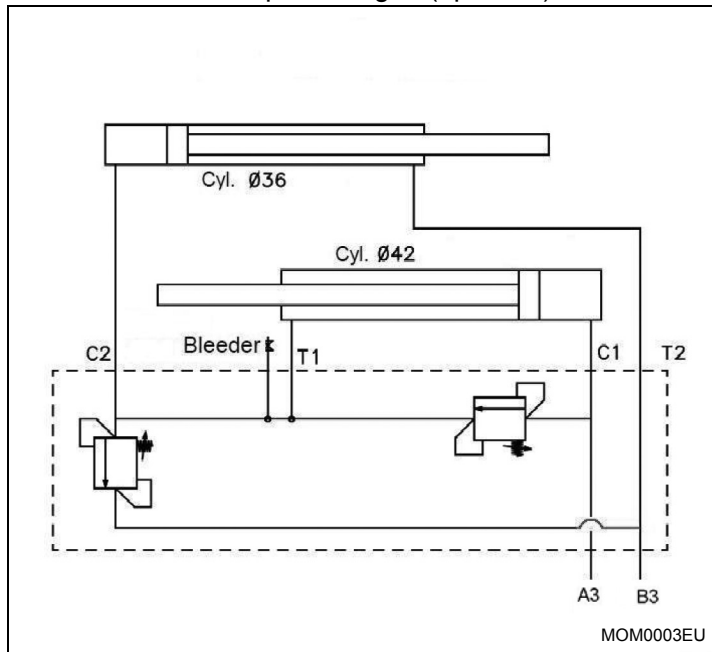 Cyl. Ø36
Cyl. Ø42
C2
Bleeder
T1
C1
T2
A3
B3
MOM0003EU